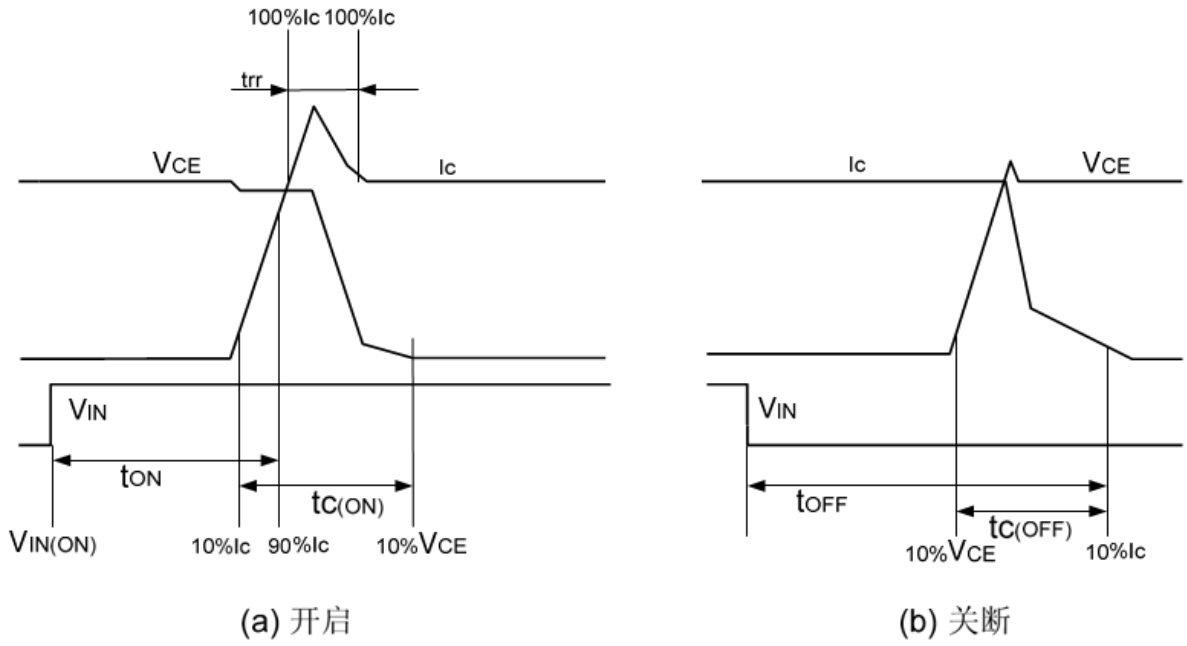 100%Ic 100%Ic
trr
VCE
Ic
VIN
tON
tC(ON)
VIN(ON)
10%Ic
90%Ic
10%VCE
(a) 开启
Ic
VCE
VIN
tOFF
tC(OFF)
10%VCE
10%Ic
(b) 关断